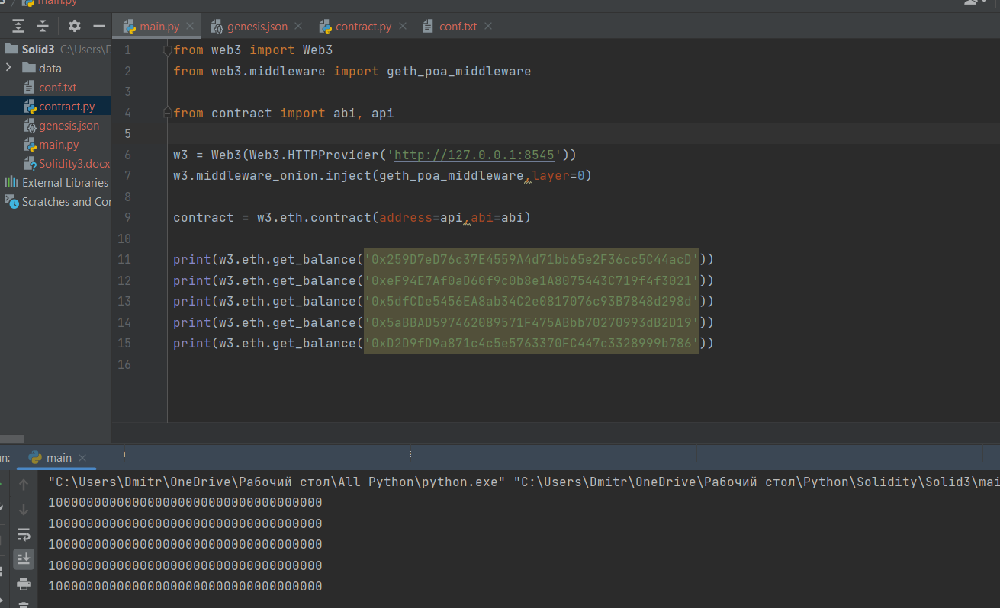 main.py
main.py
genesis.json
contract.py
conf.txt
Solid3 C:\Users\D
data
conf.txt
contract.py
genesis.json
main.py
Solidity3.docx
External Libraries
Scratches and Con
1 from web3 import Web3
2 from web3.middleware import geth_poa_middleware
3
4 from contract import abi, api
5
6 w3 = Web3(Web3.HTTPProvider('http://127.0.0.1:8545'))
7 w3.middleware_onion.inject(geth_poa_middleware,layer=0)
8
9 contract = w3.eth.contract(address=api,abi=abi)
10
11 print(w3.eth.get_balance('0x259D7eD76c37E4559A4d71bb65e2F36cc5C44acD'))
12 print(w3.eth.get_balance('0xeF94E7Af0aD60f9c0b8e1A8075443C719f4f3021'))
13 print(w3.eth.get_balance('0x5dfCDe5456EA8ab34C2e0817076c93B7848d298d'))
14 print(w3.eth.get_balance('0x5aBBAD597462089571F475ABbb70270993dB2D19'))
15 print(w3.eth.get_balance('0xD2D9fD9a871c4c5e5763370FC447c3328999b786'))
16
un:
main
"C:\Users\Dmitr\OneDrive\Рабочий стол\All Python\python.exe" "C:\Users\Dmitr\OneDrive\Рабочий стол\Python\Solidity\Solid3\mai
100000000000000000000000000000000000
100000000000000000000000000000000000
100000000000000000000000000000000000
100000000000000000000000000000000000
100000000000000000000000000000000000